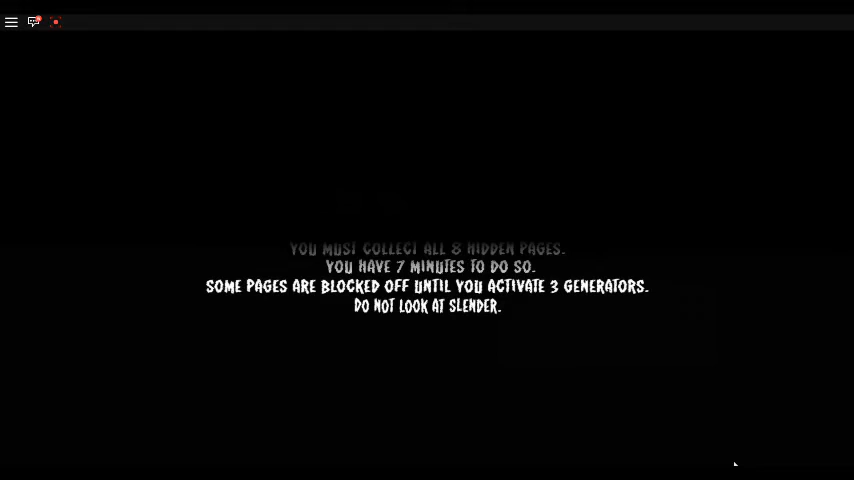 YOU MUST COLLECT ALL 8 HIDDEN PAGES.
YOU HAVE 7 MINUTES TO DO SO.
SOME PAGES ARE BLOCKED OFF UNTIL YOU ACTIVATE 3 GENERATORS.
DO NOT LOOK AT SLENDER.